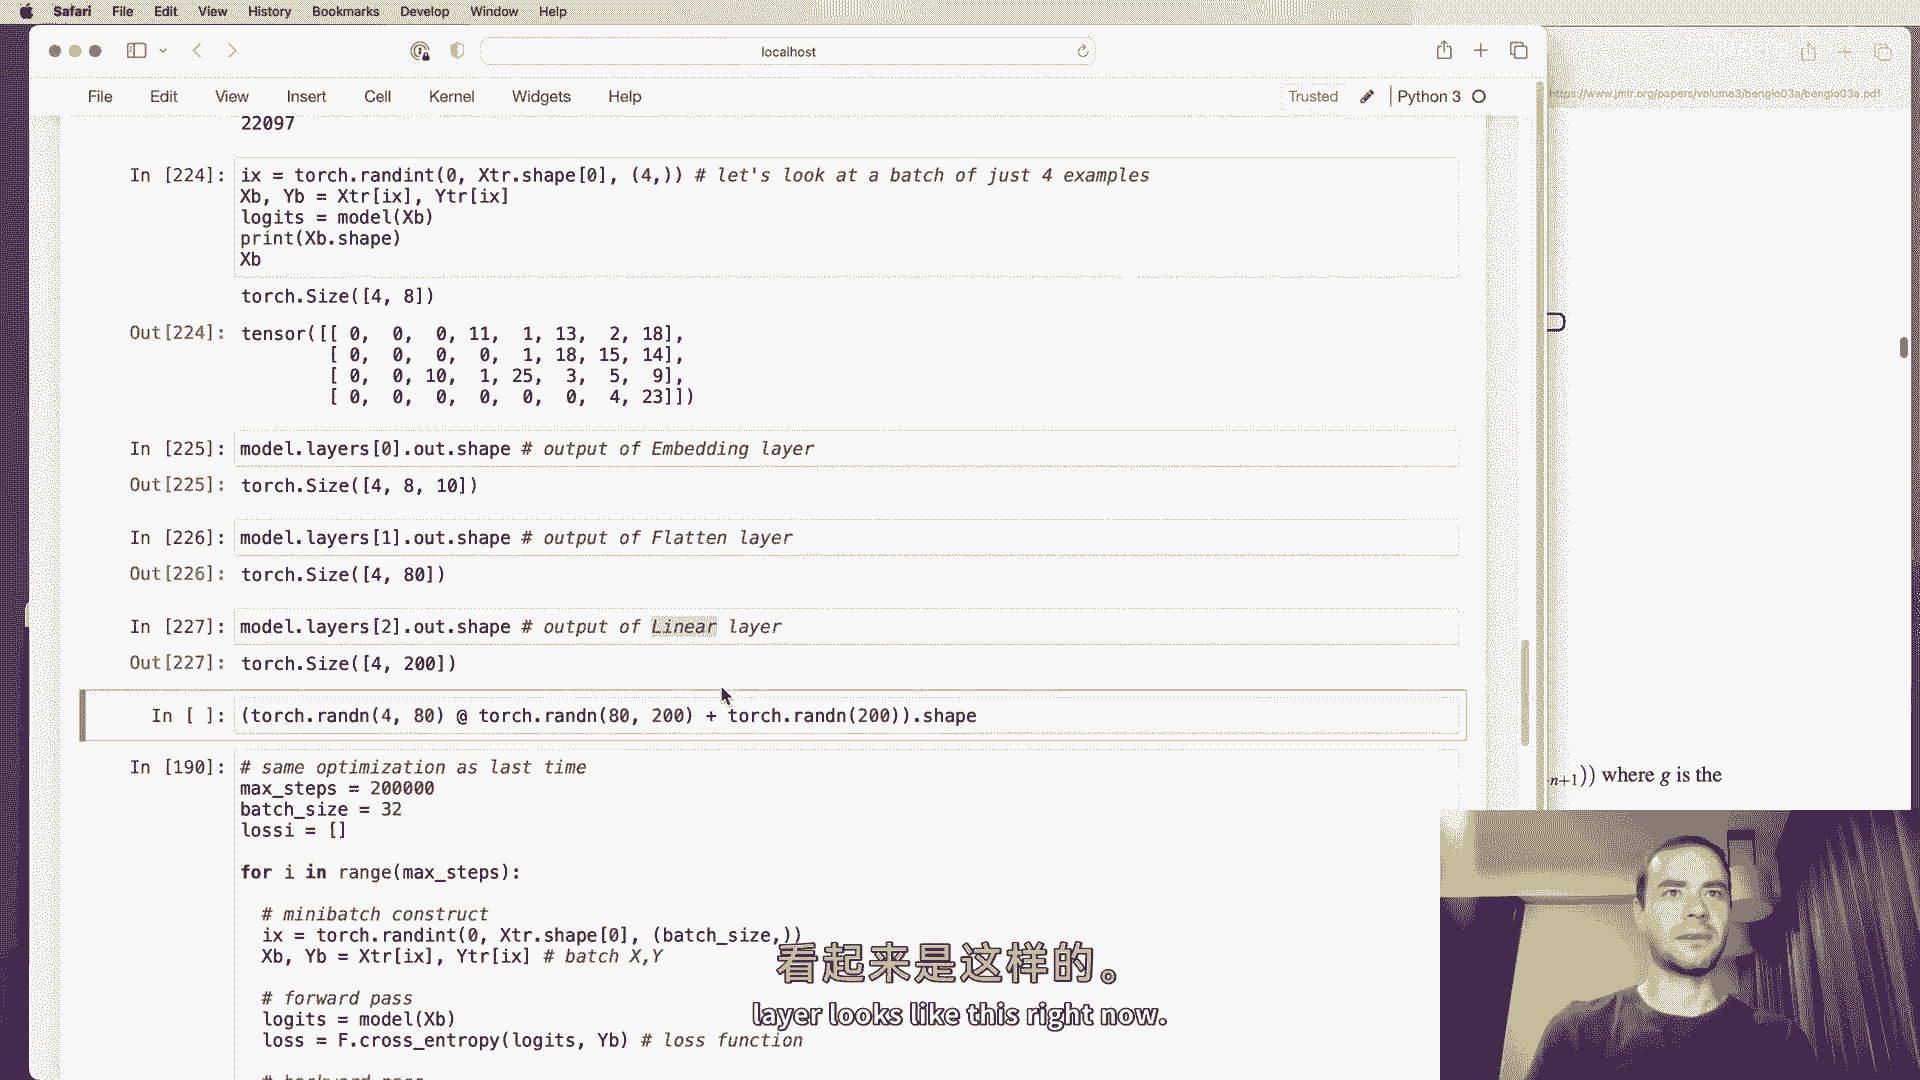 Safari File Edit View History Bookmarks Develop Window Help
localhost
https://www.jmlr.org/papers/volume3/bengio03a/bengio03a.pdf
File Edit View Insert Cell Kernel Widgets Help Trusted Python 3
22097
In [224]: ix = torch.randint(0, Xtr.shape[0], (4,)) # let's look at a batch of just 4 examples
Xb, Yb = Xtr[ix], Ytr[ix]
logits = model(Xb)
print(Xb.shape)
Xb
torch.Size([4, 8])
Out[224]: tensor([[ 0, 0, 0, 11, 1, 13, 2, 18],
[ 0, 0, 0, 0, 1, 18, 15, 14],
[ 0, 0, 10, 1, 25, 3, 5, 9],
[ 0, 0, 0, 0, 0, 0, 4, 23]])
In [225]: model.layers[0].out.shape # output of Embedding layer
Out[225]: torch.Size([4, 8, 10])
In [226]: model.layers[1].out.shape # output of Flatten layer
Out[226]: torch.Size([4, 80])
In [227]: model.layers[2].out.shape # output of Linear layer
Out[227]: torch.Size([4, 200])
In [ ]: (torch.randn(4, 80) @ torch.randn(80, 200) + torch.randn(200)).shape
In [190]: # same optimization as last time
max_steps = 200000
batch_size = 32
lossi = []
for i in range(max_steps):
# minibatch construct
ix = torch.randint(0, Xtr.shape[0], (batch_size,))
Xb, Yb = Xtr[ix], Ytr[ix] # batch X,Y
# forward pass
logits = model(Xb)
loss = F.cross_entropy(logits, Yb) # loss function
n+1)) where g is the
看起来是这样的。
layer looks like this right now.